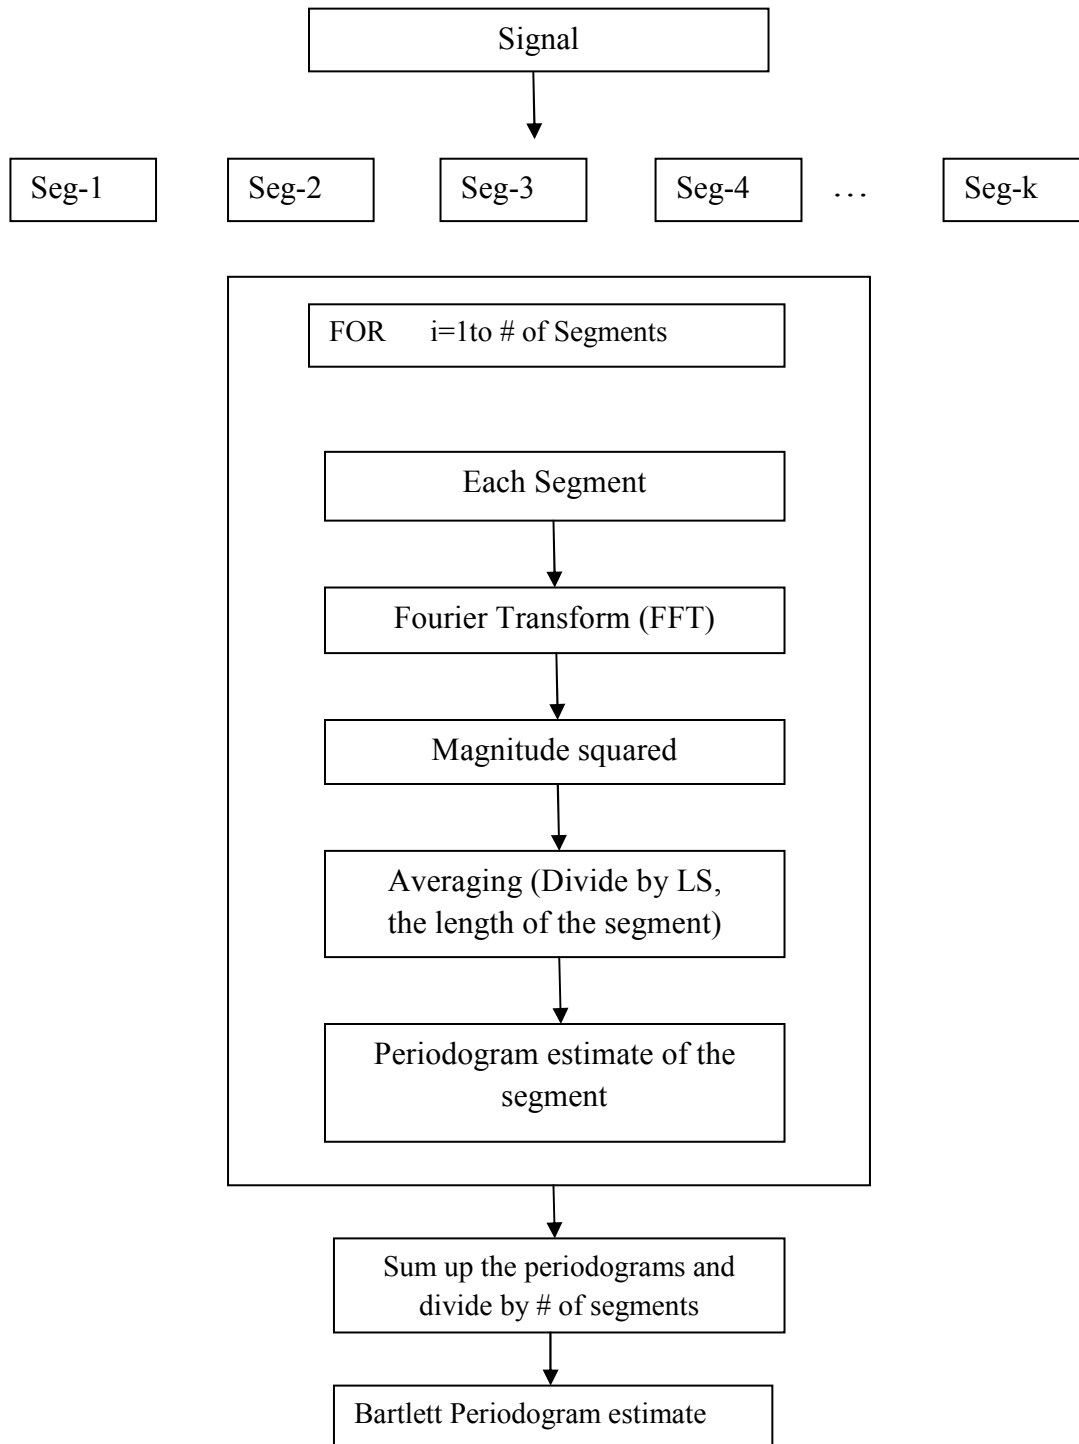 Signal
Seg-1 Seg-2 Seg-3 Seg-4 … Seg-k
FOR i=1to # of Segments
Each Segment
Fourier Transform (FFT)
Magnitude squared
Averaging (Divide by LS,
the length of the segment)
Periodogram estimate of the
segment
Sum up the periodograms and
divide by # of segments
Bartlett Periodogram estimate